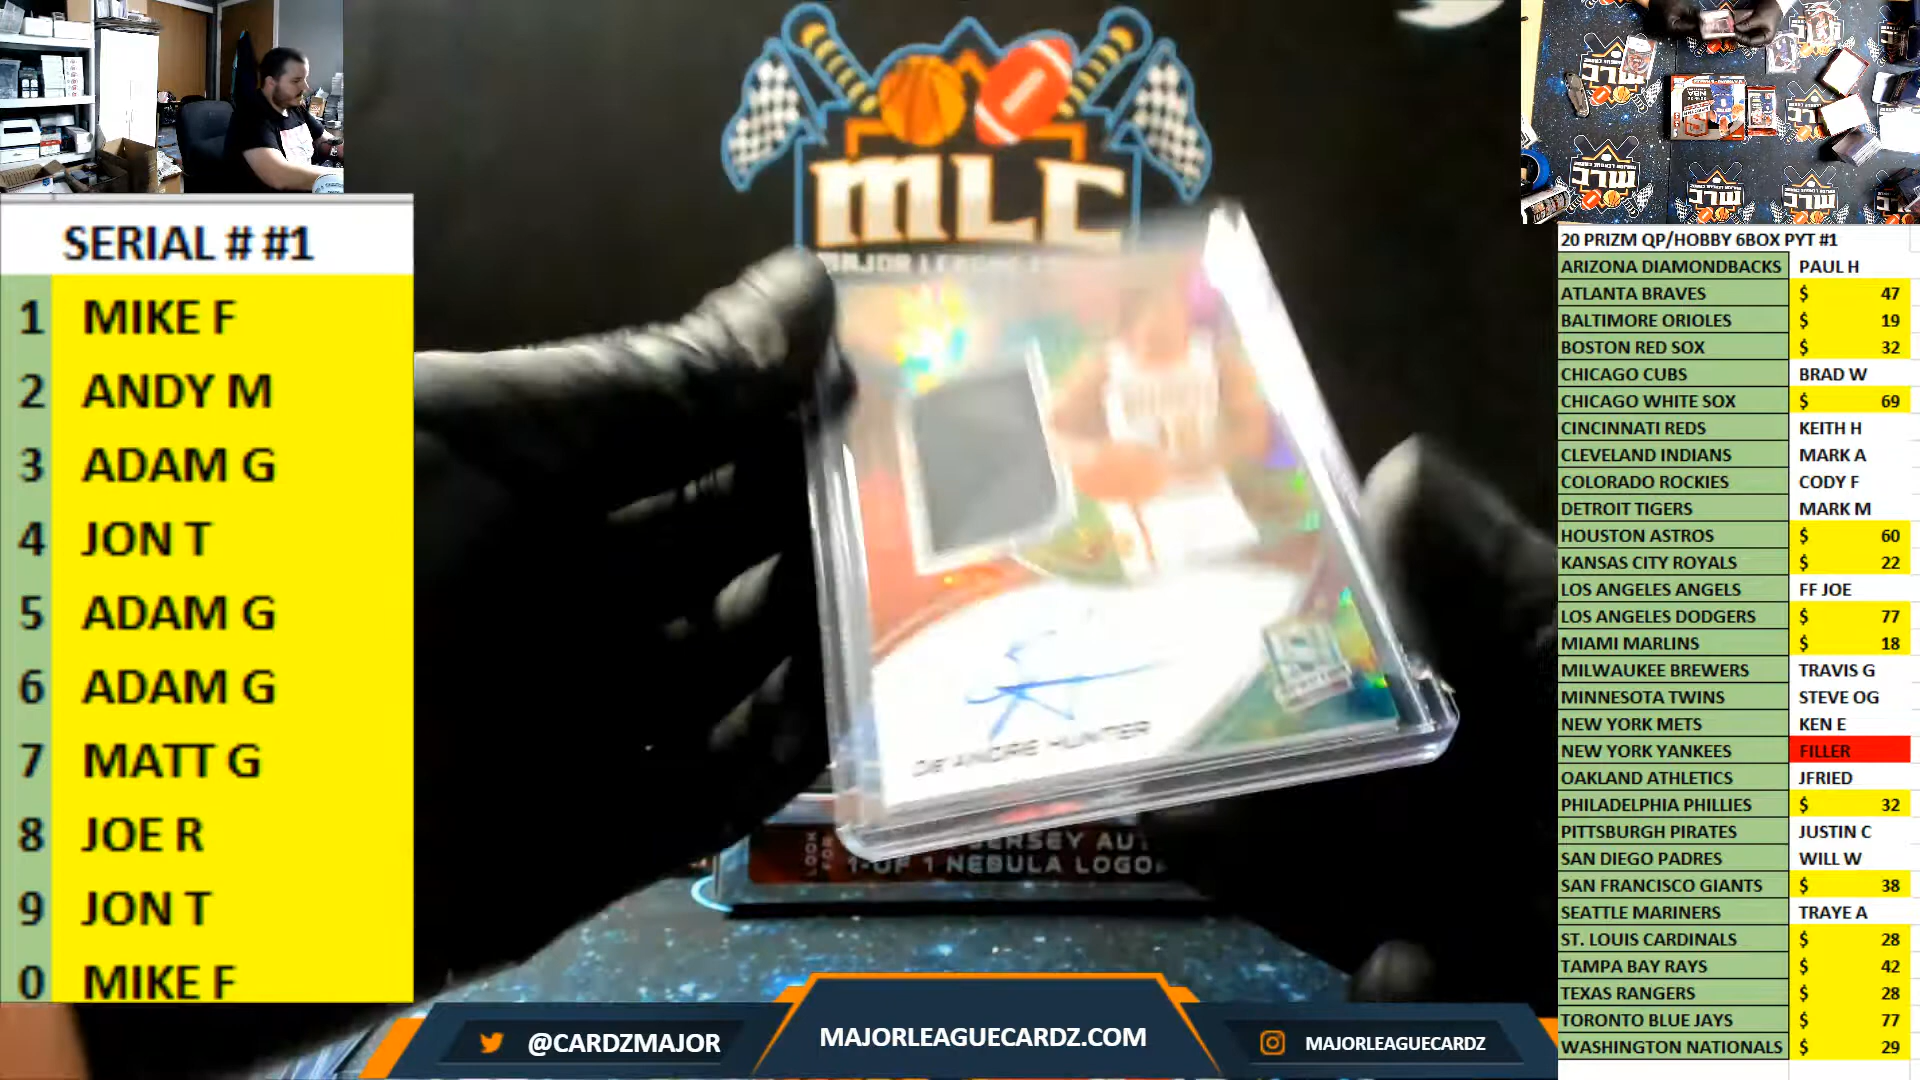 SERIAL # #1
1 MIKE F
2 ANDY M
3 ADAM G
4 JON T
5 ADAM G
6 ADAM G
7 MATT G
8 JOE R
9 JON T
0 MIKE F
MLC
DE'ANDRE HUNTER
LOOK FOR
JERSEY AUT
1-OF 1 NEBULA LOGO
@CARDZMAJOR
MAJORLEAGUECARDZ.COM
MAJORLEAGUECARDZ
20 PRIZM QP/HOBBY 6BOX PYT #1
ARIZONA DIAMONDBACKS PAUL H
ATLANTA BRAVES $ 47
BALTIMORE ORIOLES $ 19
BOSTON RED SOX $ 32
CHICAGO CUBS BRAD W
CHICAGO WHITE SOX $ 69
CINCINNATI REDS KEITH H
CLEVELAND INDIANS MARK A
COLORADO ROCKIES CODY F
DETROIT TIGERS MARK M
HOUSTON ASTROS $ 60
KANSAS CITY ROYALS $ 22
LOS ANGELES ANGELS FF JOE
LOS ANGELES DODGERS $ 77
MIAMI MARLINS $ 18
MILWAUKEE BREWERS TRAVIS G
MINNESOTA TWINS STEVE OG
NEW YORK METS KEN E
NEW YORK YANKEES FILLER
OAKLAND ATHLETICS JFRIED
PHILADELPHIA PHILLIES $ 32
PITTSBURGH PIRATES JUSTIN C
SAN DIEGO PADRES WILL W
SAN FRANCISCO GIANTS $ 38
SEATTLE MARINERS TRAYE A
ST. LOUIS CARDINALS $ 28
TAMPA BAY RAYS $ 42
TEXAS RANGERS $ 28
TORONTO BLUE JAYS $ 77
WASHINGTON NATIONALS $ 29